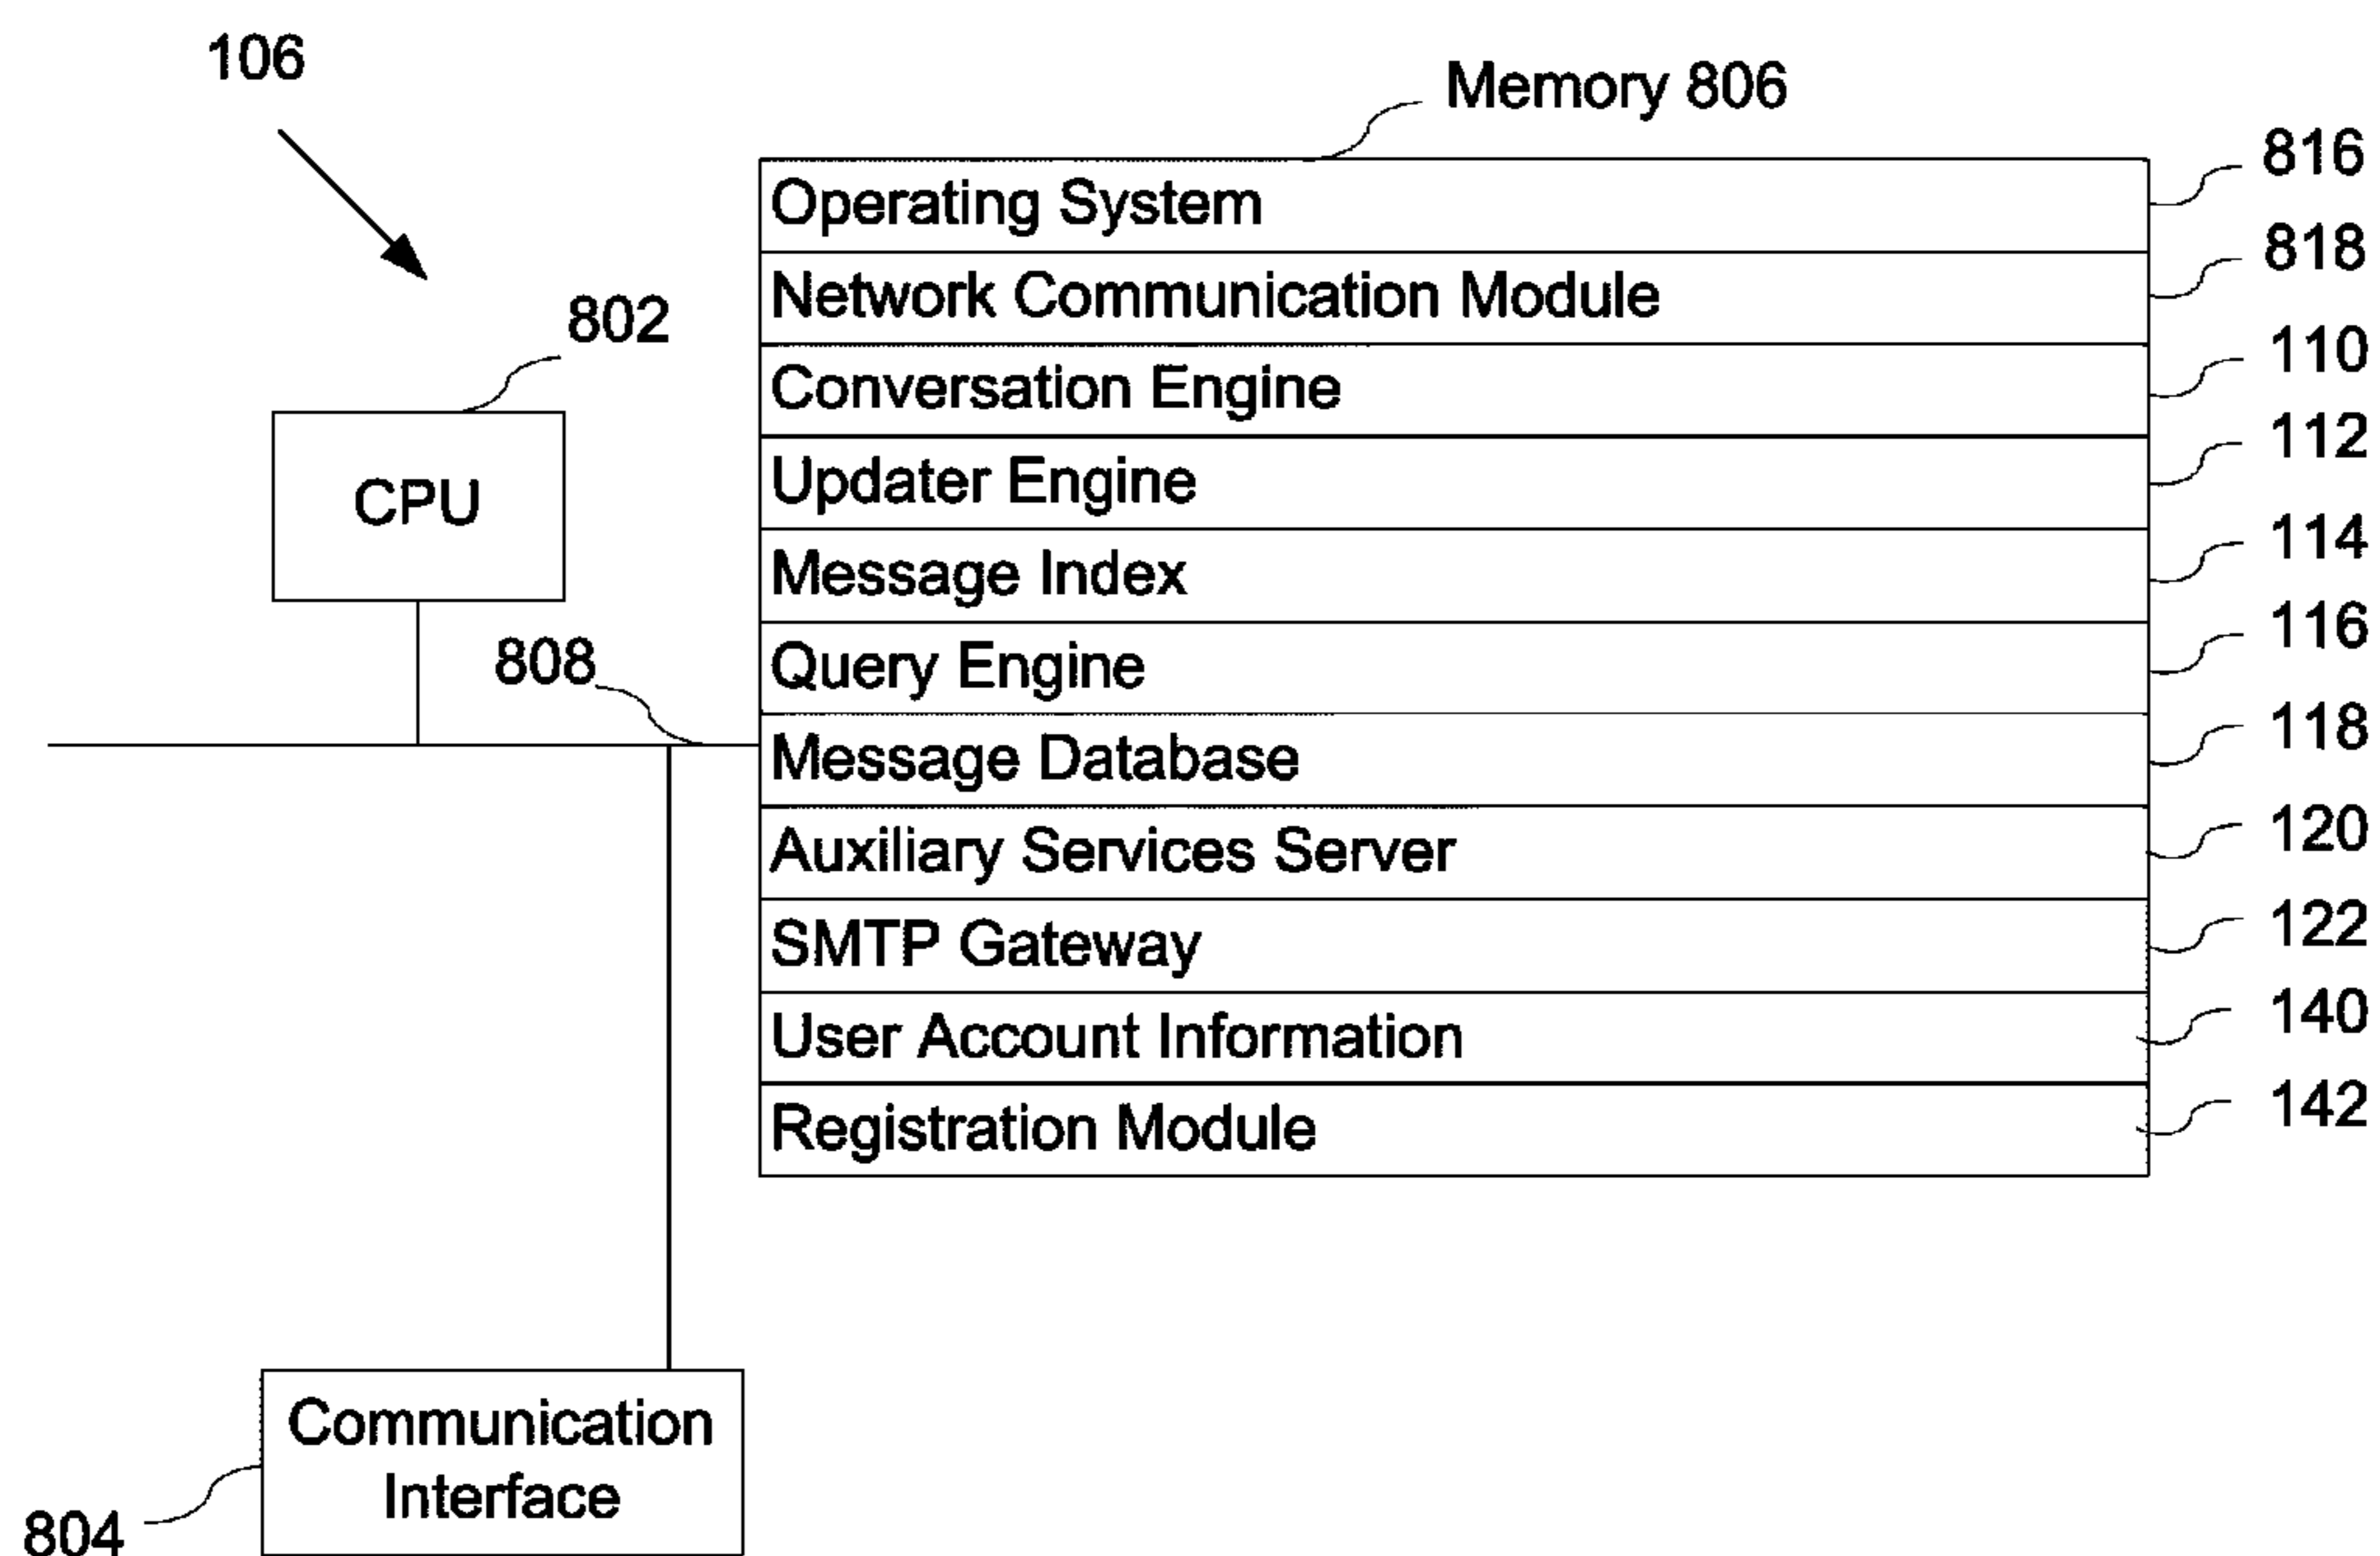 106
Memory 806
Operating System 816
Network Communication Module 818
802
Conversation Engine 110
Updater Engine 112
CPU
Message Index 114
808
Query Engine 116
Message Database 118
Auxiliary Services Server 120
SMTP Gateway 122
User Account Information 140
Registration Module 142
Communication
Interface
804